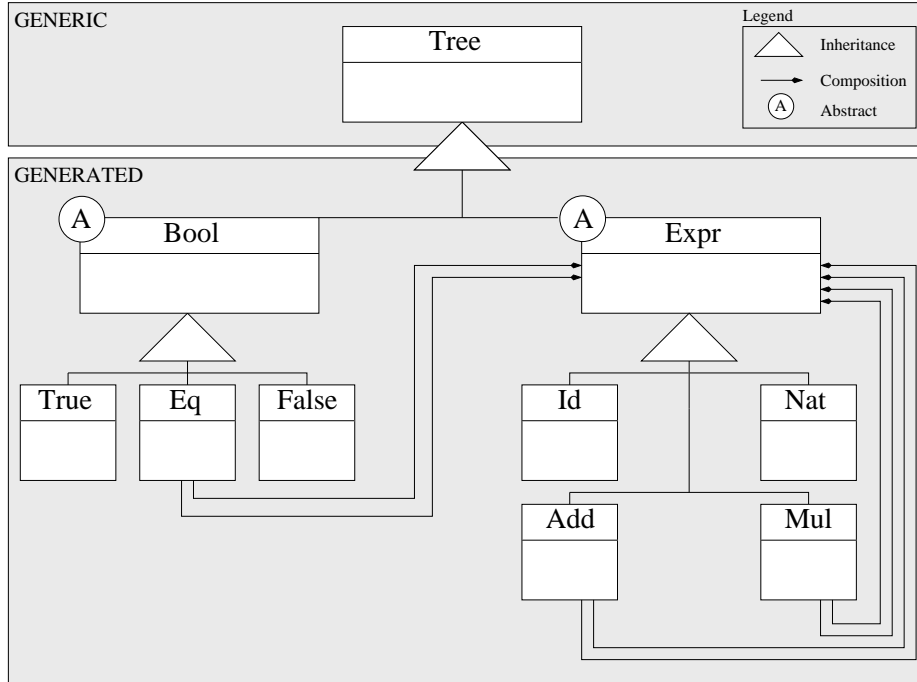 GENERIC
Tree
Legend
Inheritance
Composition
A Abstract
GENERATED
A Bool
A Expr
True
Eq
False
Id
Nat
Add
Mul